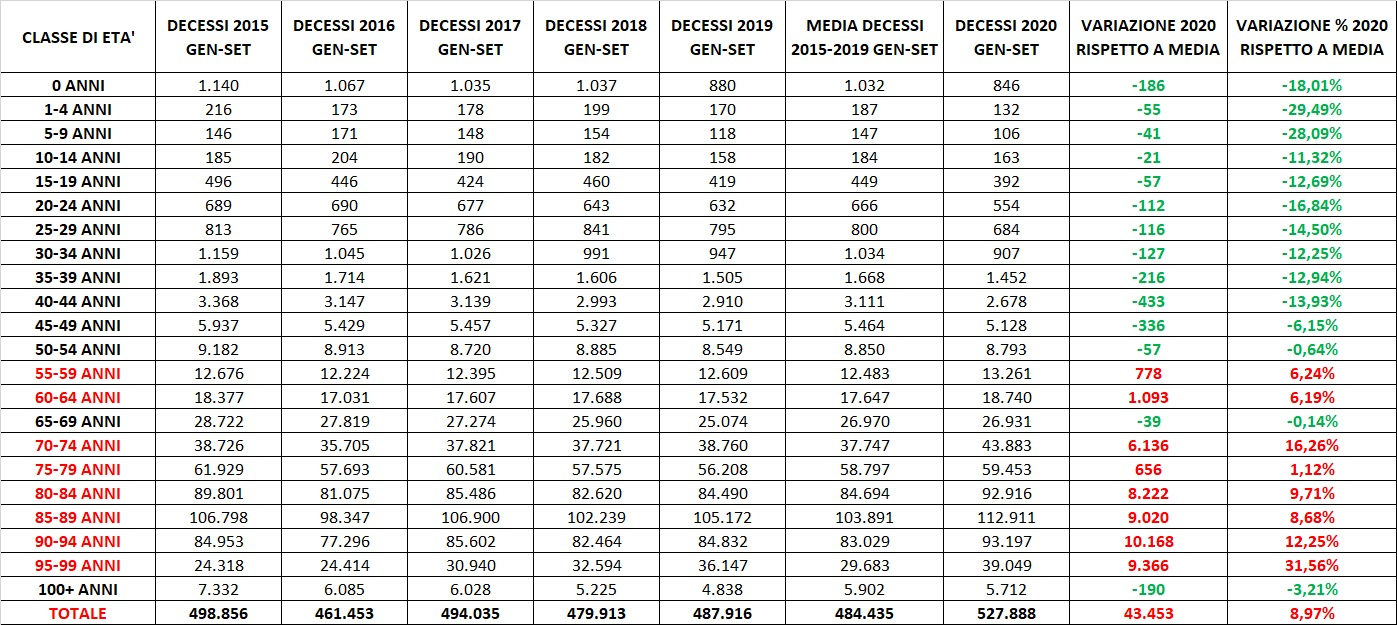 CLASSE DI ETA' DECESSI 2015 GEN-SET DECESSI 2016 GEN-SET DECESSI 2017 GEN-SET DECESSI 2018 GEN-SET DECESSI 2019 GEN-SET MEDIA DECESSI 2015-2019 GEN-SET DECESSI 2020 GEN-SET VARIAZIONE 2020 RISPETTO A MEDIA VARIAZIONE % 2020 RISPETTO A MEDIA
0 ANNI 1.140 1.067 1.035 1.037 880 1.032 846 -186 -18,01%
1-4 ANNI 216 173 178 199 170 187 132 -55 -29,49%
5-9 ANNI 146 171 148 154 118 147 106 -41 -28,09%
10-14 ANNI 185 204 190 182 158 184 163 -21 -11,32%
15-19 ANNI 496 446 424 460 419 449 392 -57 -12,69%
20-24 ANNI 689 690 677 643 632 666 554 -112 -16,84%
25-29 ANNI 813 765 786 841 795 800 684 -116 -14,50%
30-34 ANNI 1.159 1.045 1.026 991 947 1.034 907 -127 -12,25%
35-39 ANNI 1.893 1.714 1.621 1.606 1.505 1.668 1.452 -216 -12,94%
40-44 ANNI 3.368 3.147 3.139 2.993 2.910 3.111 2.678 -433 -13,93%
45-49 ANNI 5.937 5.429 5.457 5.327 5.171 5.464 5.128 -336 -6,15%
50-54 ANNI 9.182 8.913 8.720 8.885 8.549 8.850 8.793 -57 -0,64%
55-59 ANNI 12.676 12.224 12.395 12.509 12.609 12.483 13.261 778 6,24%
60-64 ANNI 18.377 17.031 17.607 17.688 17.532 17.647 18.740 1.093 6,19%
65-69 ANNI 28.722 27.819 27.274 25.960 25.074 26.970 26.931 -39 -0,14%
70-74 ANNI 38.726 35.705 37.821 37.721 38.760 37.747 43.883 6.136 16,26%
75-79 ANNI 61.929 57.693 60.581 57.575 56.208 58.797 59.453 656 1,12%
80-84 ANNI 89.801 81.075 85.486 82.620 84.490 84.694 92.916 8.222 9,71%
85-89 ANNI 106.798 98.347 106.900 102.239 105.172 103.891 112.911 9.020 8,68%
90-94 ANNI 84.953 77.296 85.602 82.464 84.832 83.029 93.197 10.168 12,25%
95-99 ANNI 24.318 24.414 30.940 32.594 36.147 29.683 39.049 9.366 31,56%
100+ ANNI 7.332 6.085 6.028 5.225 4.838 5.902 5.712 -190 -3,21%
TOTALE 498.856 461.453 494.035 479.913 487.916 484.435 527.888 43.453 8,97%